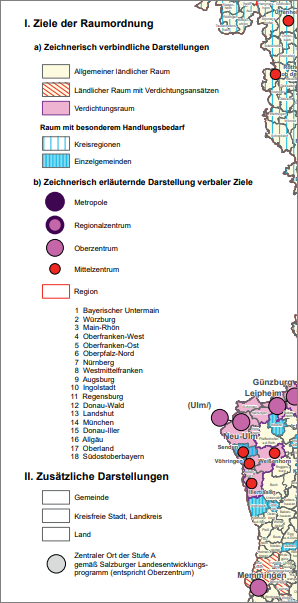 I. Ziele der Raumordnung
a) Zeichnerisch verbindliche Darstellungen
Allgemeiner ländlicher Raum
Ländlicher Raum mit Verdichtungsansätzen
Verdichtungsraum
Raum mit besonderem Handlungsbedarf
Kreisregionen
Einzelgemeinden
b) Zeichnerisch erläuternde Darstellung verbaler Ziele
Metropole
Regionalzentrum
Oberzentrum
Mittelzentrum
Region
1 Bayerischer Untermain
2 Würzburg
3 Main-Rhön
4 Oberfranken-West
5 Oberfranken-Ost
6 Oberpfalz-Nord
7 Nürnberg
8 Westmittelfranken
9 Augsburg
10 Ingolstadt
11 Regensburg
12 Donau-Wald
13 Landshut
14 München
15 Donau-Iller
16 Allgäu
17 Oberland
18 Südostoberbayern
II. Zusätzliche Darstellungen
Gemeinde
Kreisfreie Stadt, Landkreis
Land
Zentraler Ort der Stufe A
gemäß Salzburger Landesentwicklungs-
programm (entspricht Oberzentrum)
Günzburg
Leipheim
(Ulm/)
Neu-Ulm
Senden
Vöhringen
Weißenhorn
Illertissen
Memmingen